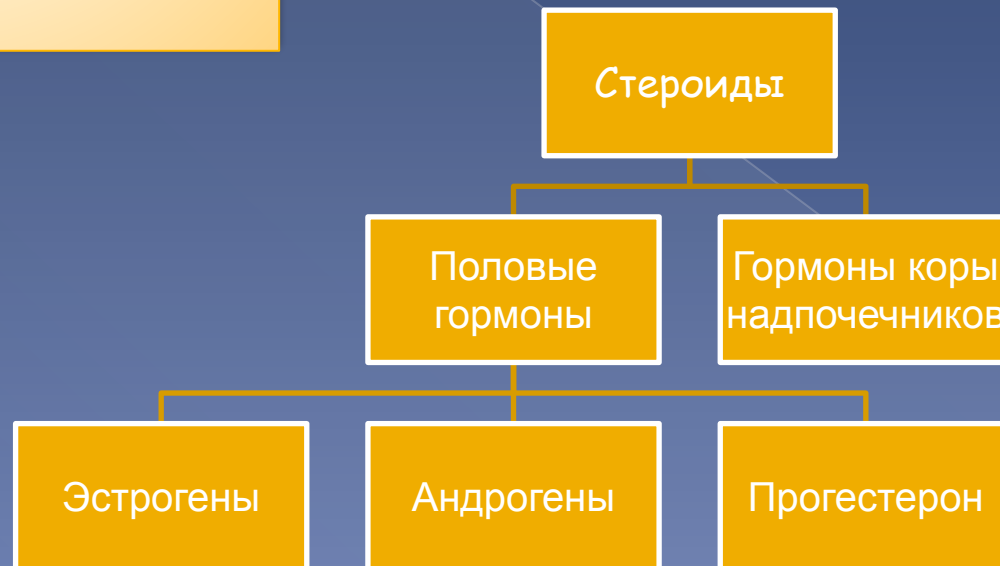 Стероиды
Половые
гормоны
Гормоны коры
надпочечников
Эстрогены
Андрогены
Прогестерон